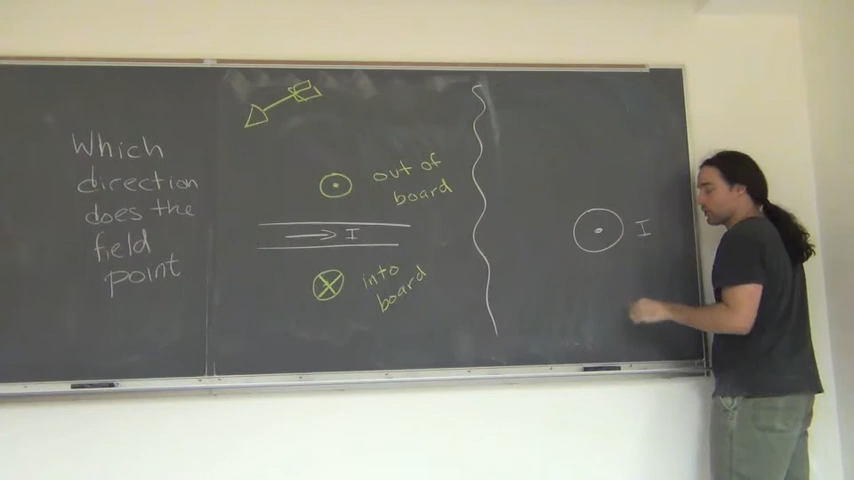 Which
direction
does the
field
point
out of
board
I
into
board
I